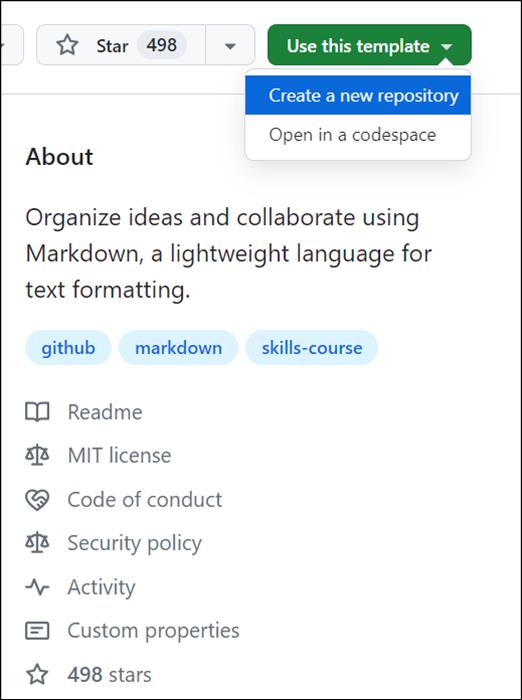 Star 498
Use this template
Create a new repository
Open in a codespace
About
Organize ideas and collaborate using
Markdown, a lightweight language for
text formatting.
github markdown skills-course
Readme
MIT license
Code of conduct
Security policy
Activity
Custom properties
498 stars